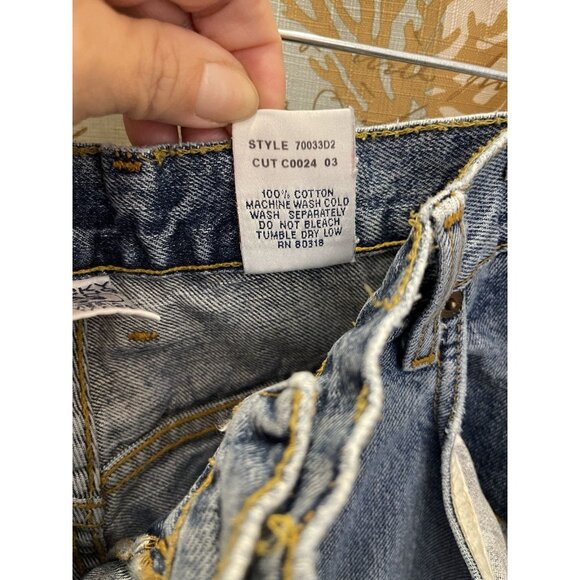 STYLE 70033D2
CUT C0024 03
100% COTTON
MACHINE WASH COLD
WASH SEPARATELY
DO NOT BLEACH
TUMBLE DRY LOW
RN 80318